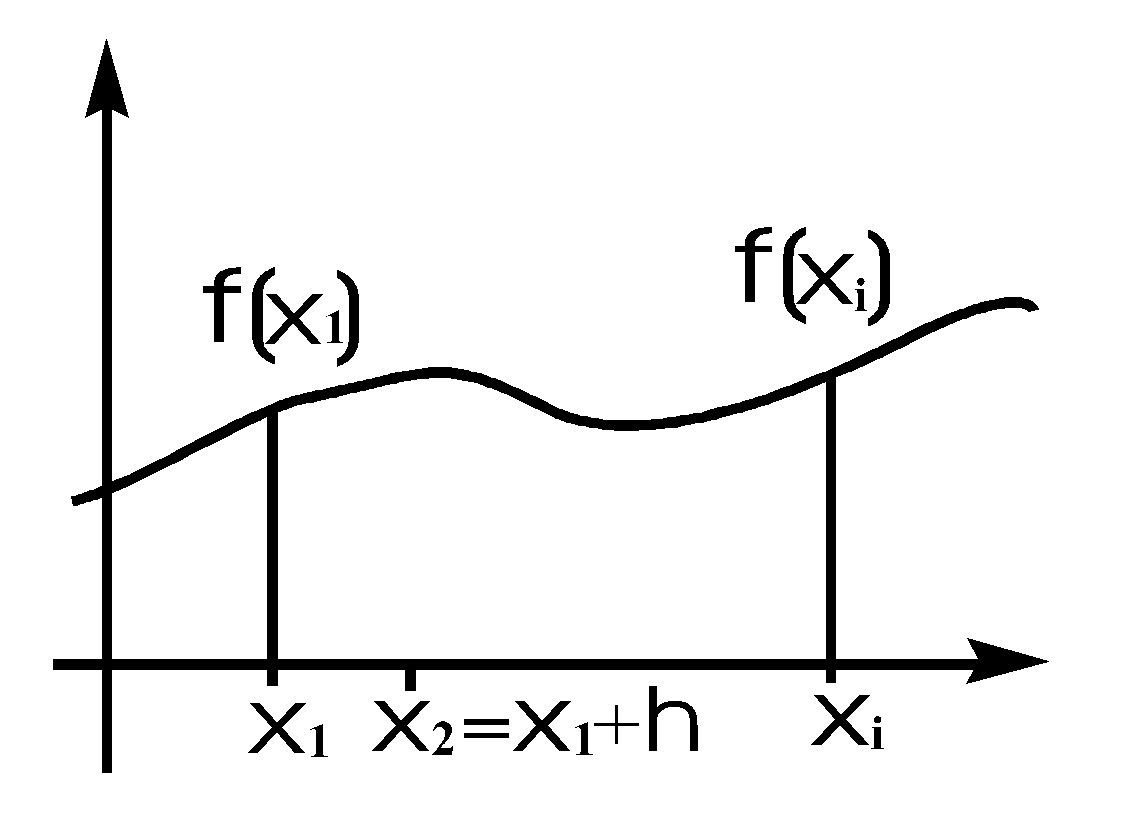 f(x₁)
f(xᵢ)
x₁
x₂=x₁+h
xᵢ